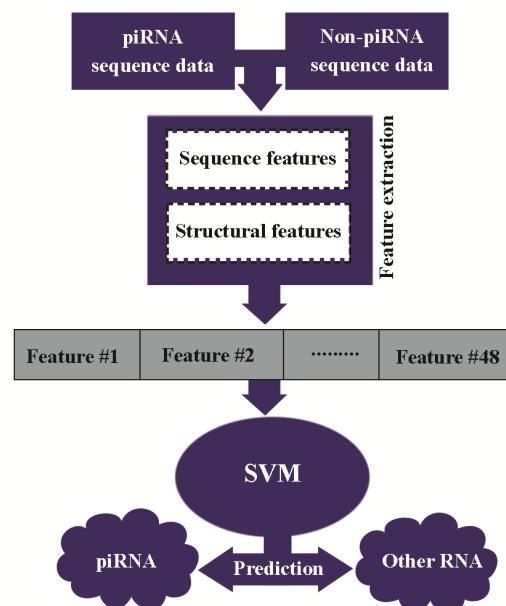 piRNA
sequence data
Non-piRNA
sequence data
Sequence features
Structural features
Feature extraction
Feature #1
Feature #2
.........
Feature #48
SVM
piRNA
Prediction
Other RNA